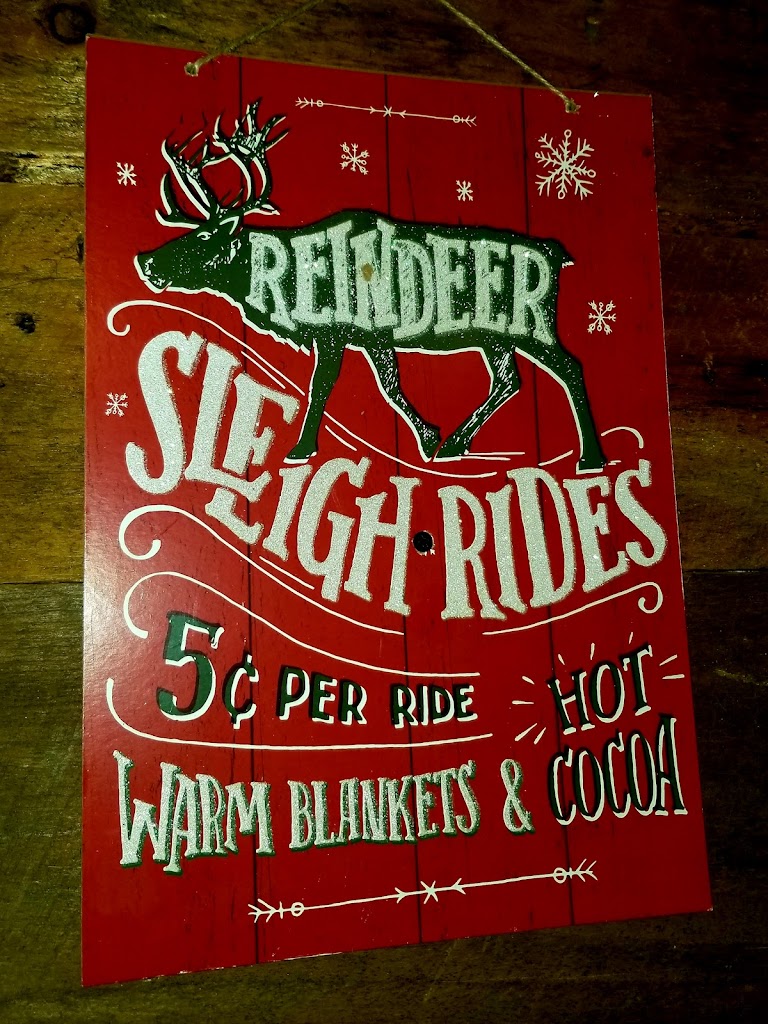 REINDEER
SLEIGH RIDES
5¢ PER RIDE
WARM BLANKETS & HOT COCOA